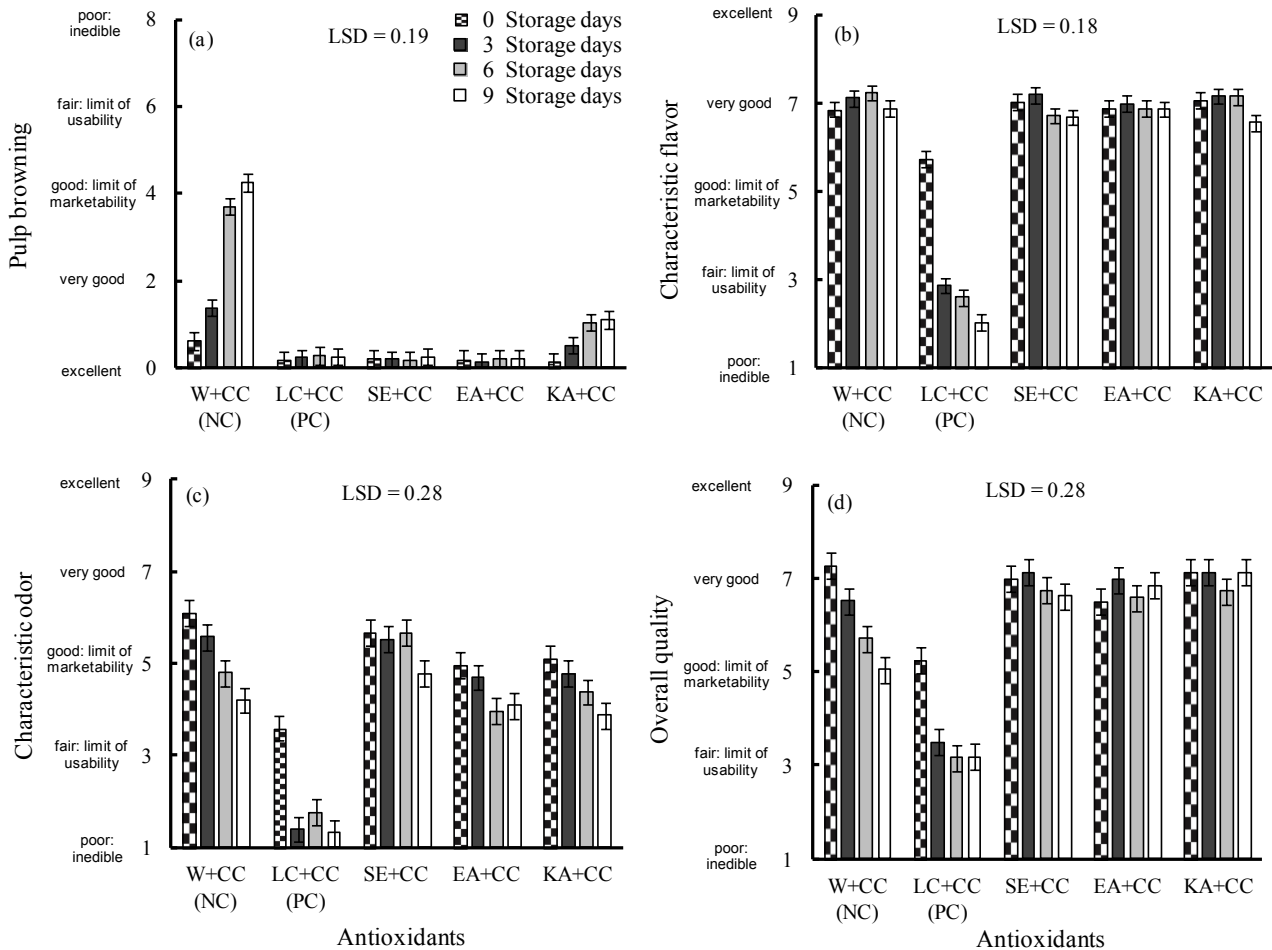 (a)
LSD = 0.19
0 Storage days
3 Storage days
6 Storage days
9 Storage days
Pulp browning
poor:
inedible
fair: limit of
usability
good: limit of
marketability
very good
excellent
8
6
4
2
0
W+CC
(NC)
LC+CC
(PC)
SE+CC
EA+CC
KA+CC
(b)
LSD = 0.18
Characteristic flavor
excellent
very good
good: limit of
marketability
fair: limit of
usability
poor:
inedible
9
7
5
3
1
W+CC
(NC)
LC+CC
(PC)
SE+CC
EA+CC
KA+CC
(c)
LSD = 0.28
Characteristic odor
excellent
very good
good: limit of
marketability
fair: limit of
usability
poor:
inedible
9
7
5
3
1
W+CC
(NC)
LC+CC
(PC)
SE+CC
EA+CC
KA+CC
Antioxidants
(d)
LSD = 0.28
Overall quality
excellent
very good
good: limit of
marketability
fair: limit of
usability
poor:
inedible
9
7
5
3
1
W+CC
(NC)
LC+CC
(PC)
SE+CC
EA+CC
KA+CC
Antioxidants